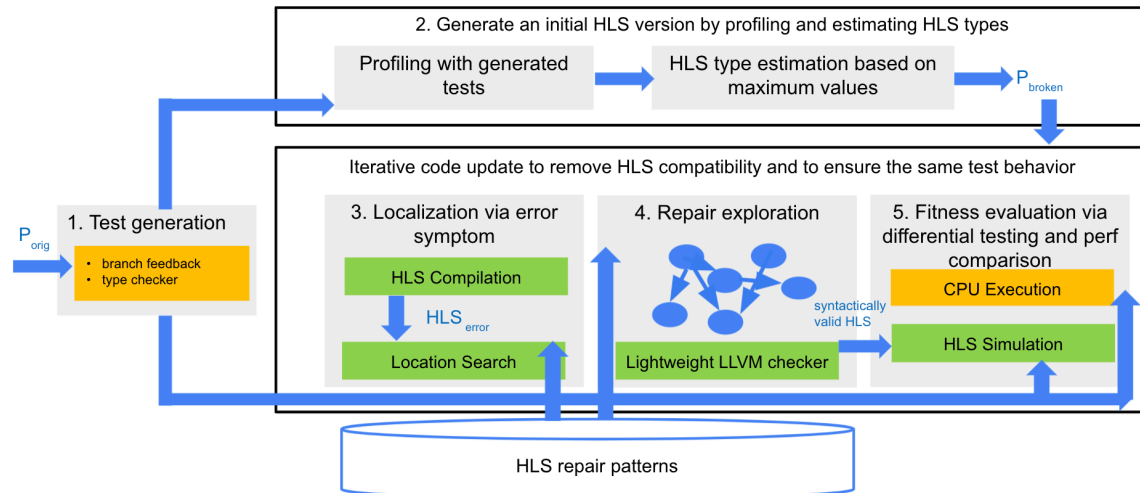 2. Generate an initial HLS version by profiling and estimating HLS types
Profiling with generated
tests
HLS type estimation based on
maximum values
P broken
Iterative code update to remove HLS compatibility and to ensure the same test behavior
1. Test generation
P orig
• branch feedback
• type checker
3. Localization via error
symptom
HLS Compilation
HLS error
Location Search
4. Repair exploration
Lightweight LLVM checker
syntactically
valid HLS
5. Fitness evaluation via
differential testing and perf
comparison
CPU Execution
HLS Simulation
HLS repair patterns